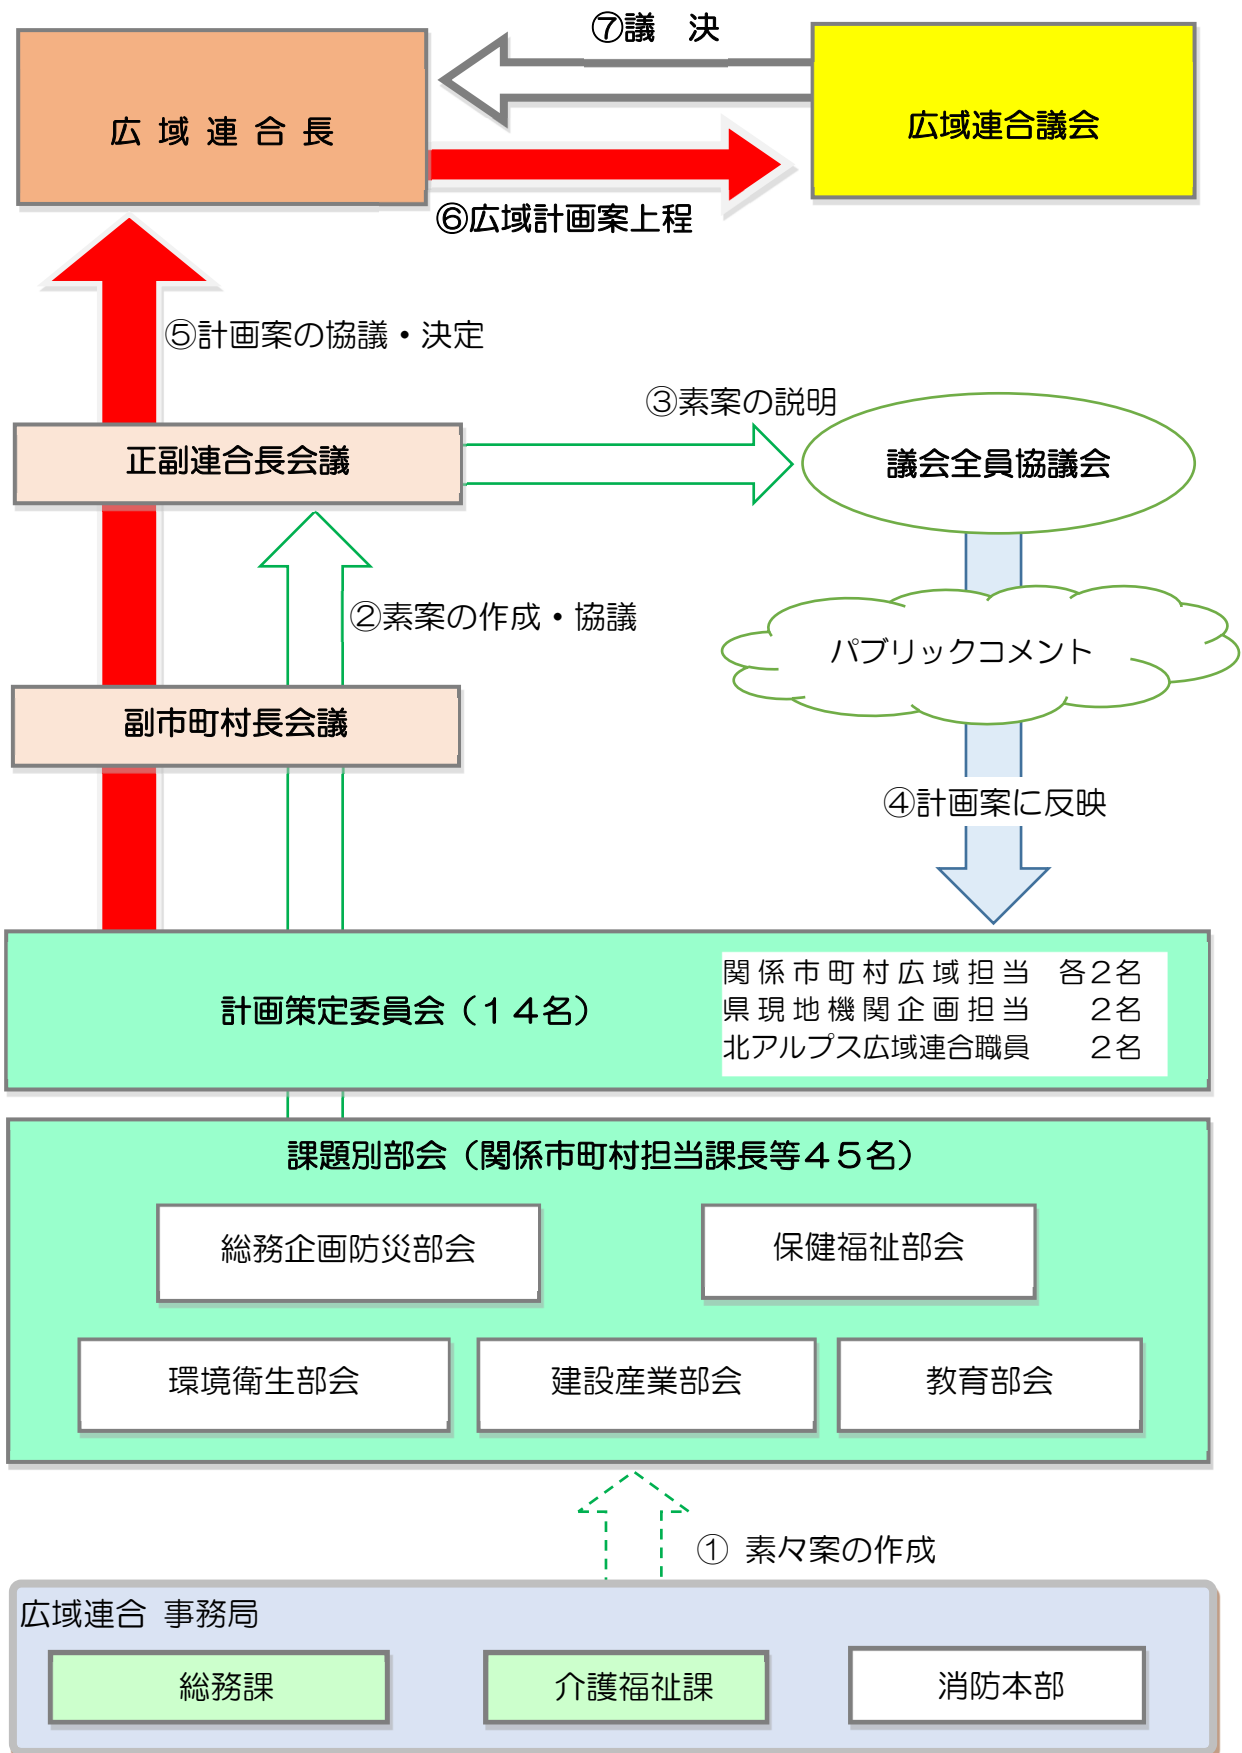 ⑦議　決
広 域 連 合 長
広域連合議会
⑥広域計画案上程
⑤計画案の協議・決定
③素案の説明
正副連合長会議
議会全員協議会
②素案の作成・協議
パブリックコメント
副市町村長会議
④計画案に反映
計画策定委員会（１４名）
関係市町村広域担当　各２名
県現地機関企画担当　　２名
北アルプス広域連合職員　　２名
課題別部会（関係市町村担当課長等４５名）
総務企画防災部会
保健福祉部会
環境衛生部会
建設産業部会
教育部会
① 素々案の作成
広域連合 事務局
総務課
介護福祉課
消防本部